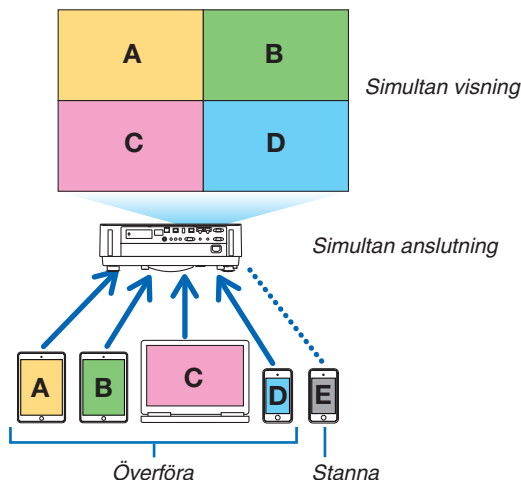 A B
Simultan visning
C D
Simultan anslutning
A B C D E
Överföra Stanna